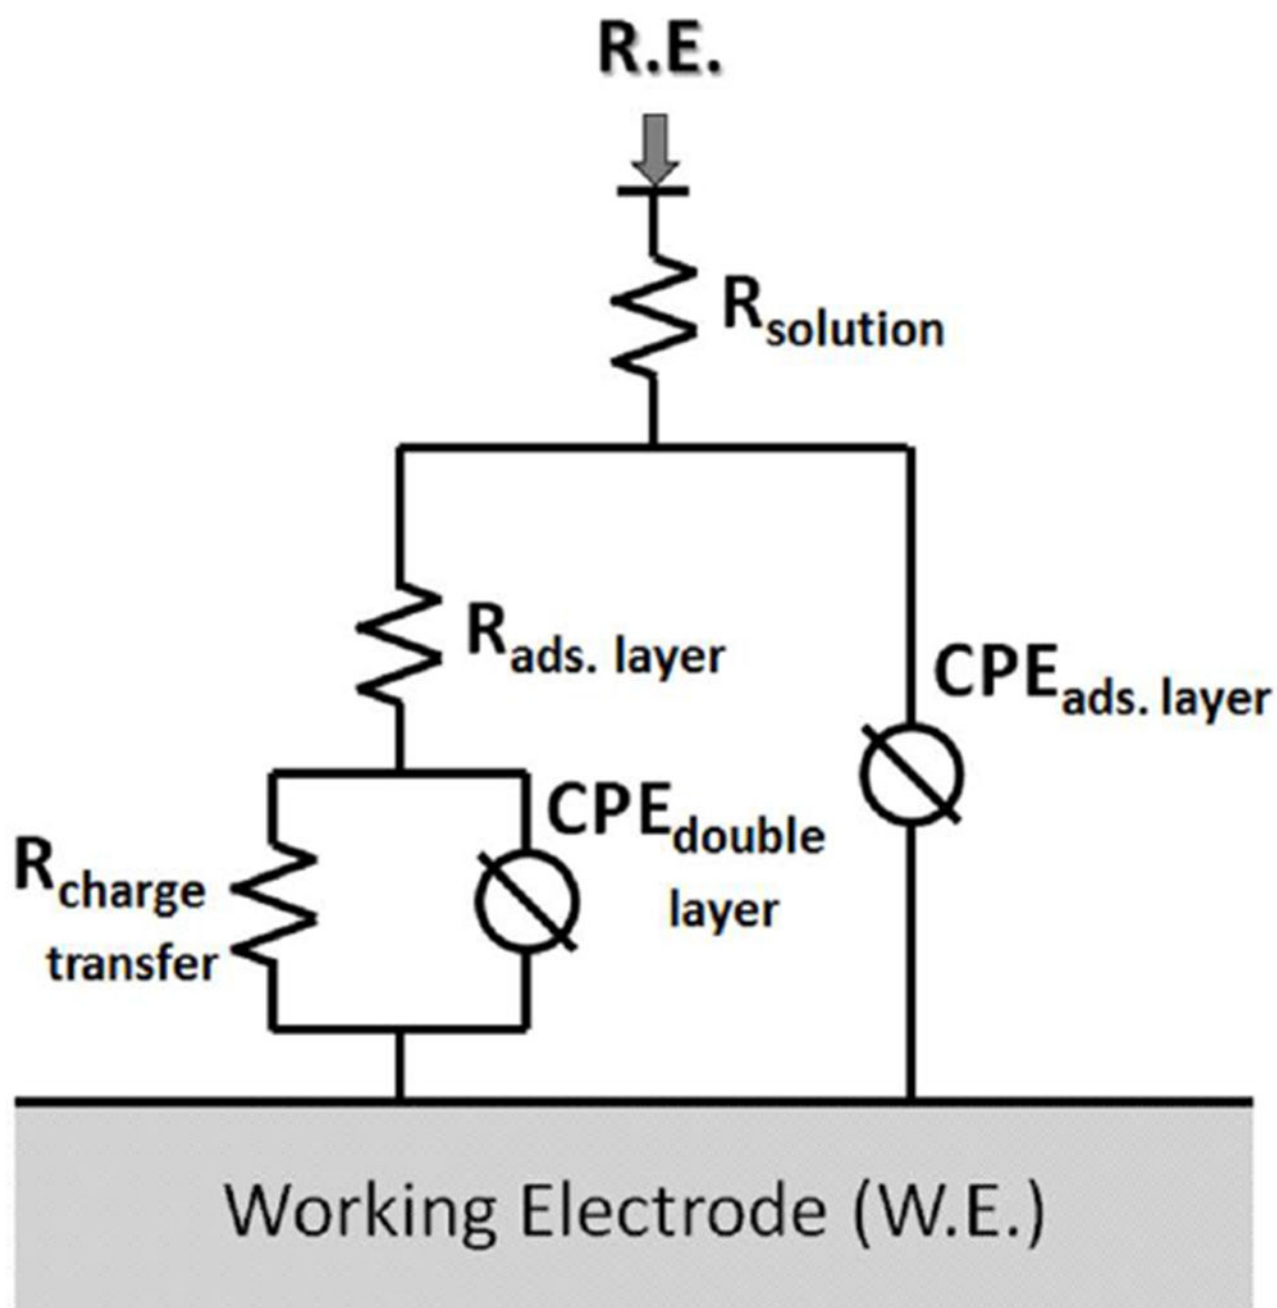 R.E.
Rsolution
Rads. layer
CPEads. layer
CPEdouble
layer
Rcharge
transfer
Working Electrode (W.E.)